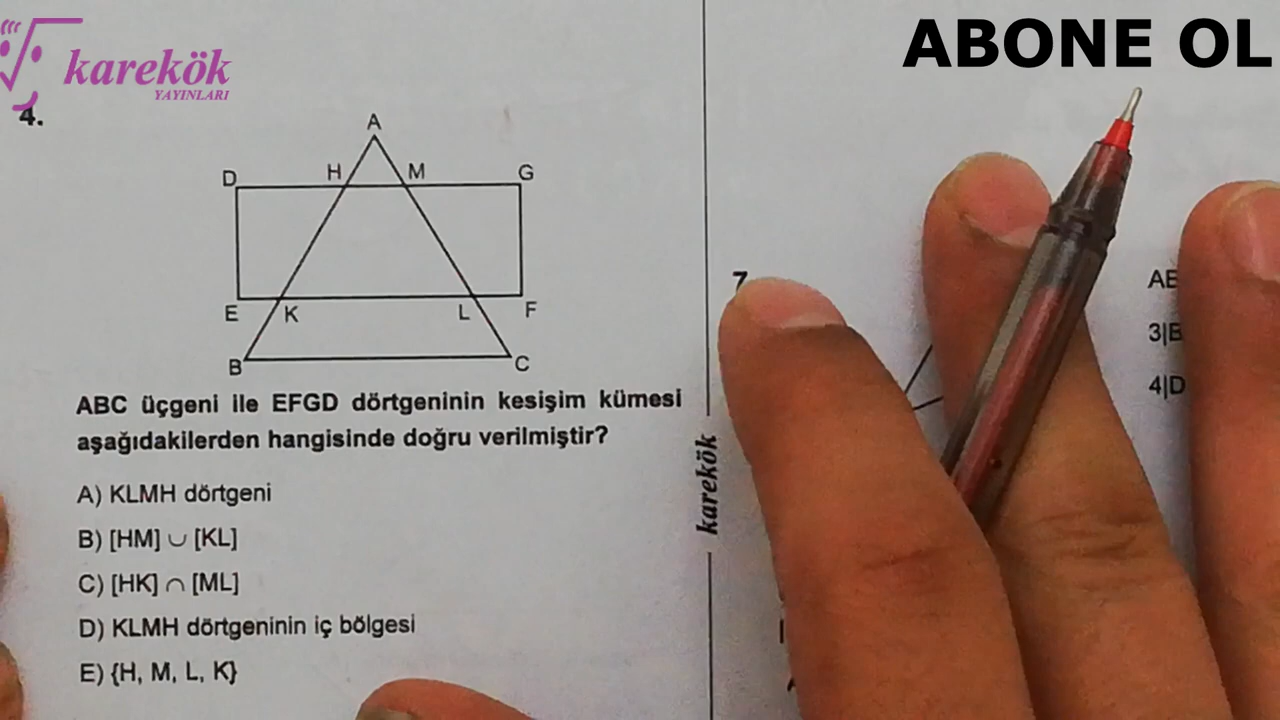 karekök
YAYINLARI
ABONE OL
4.
A
D H M G
E K L F
B C
ABC üçgeni ile EFGD dörtgeninin kesişim kümesi
aşağıdakilerden hangisinde doğru verilmiştir?
A) KLMH dörtgeni
B) [HM] ∪ [KL]
C) [HK] ∩ [ML]
D) KLMH dörtgeninin iç bölgesi
E) {H, M, L, K}
karekök
7
AE
3|E
4|D